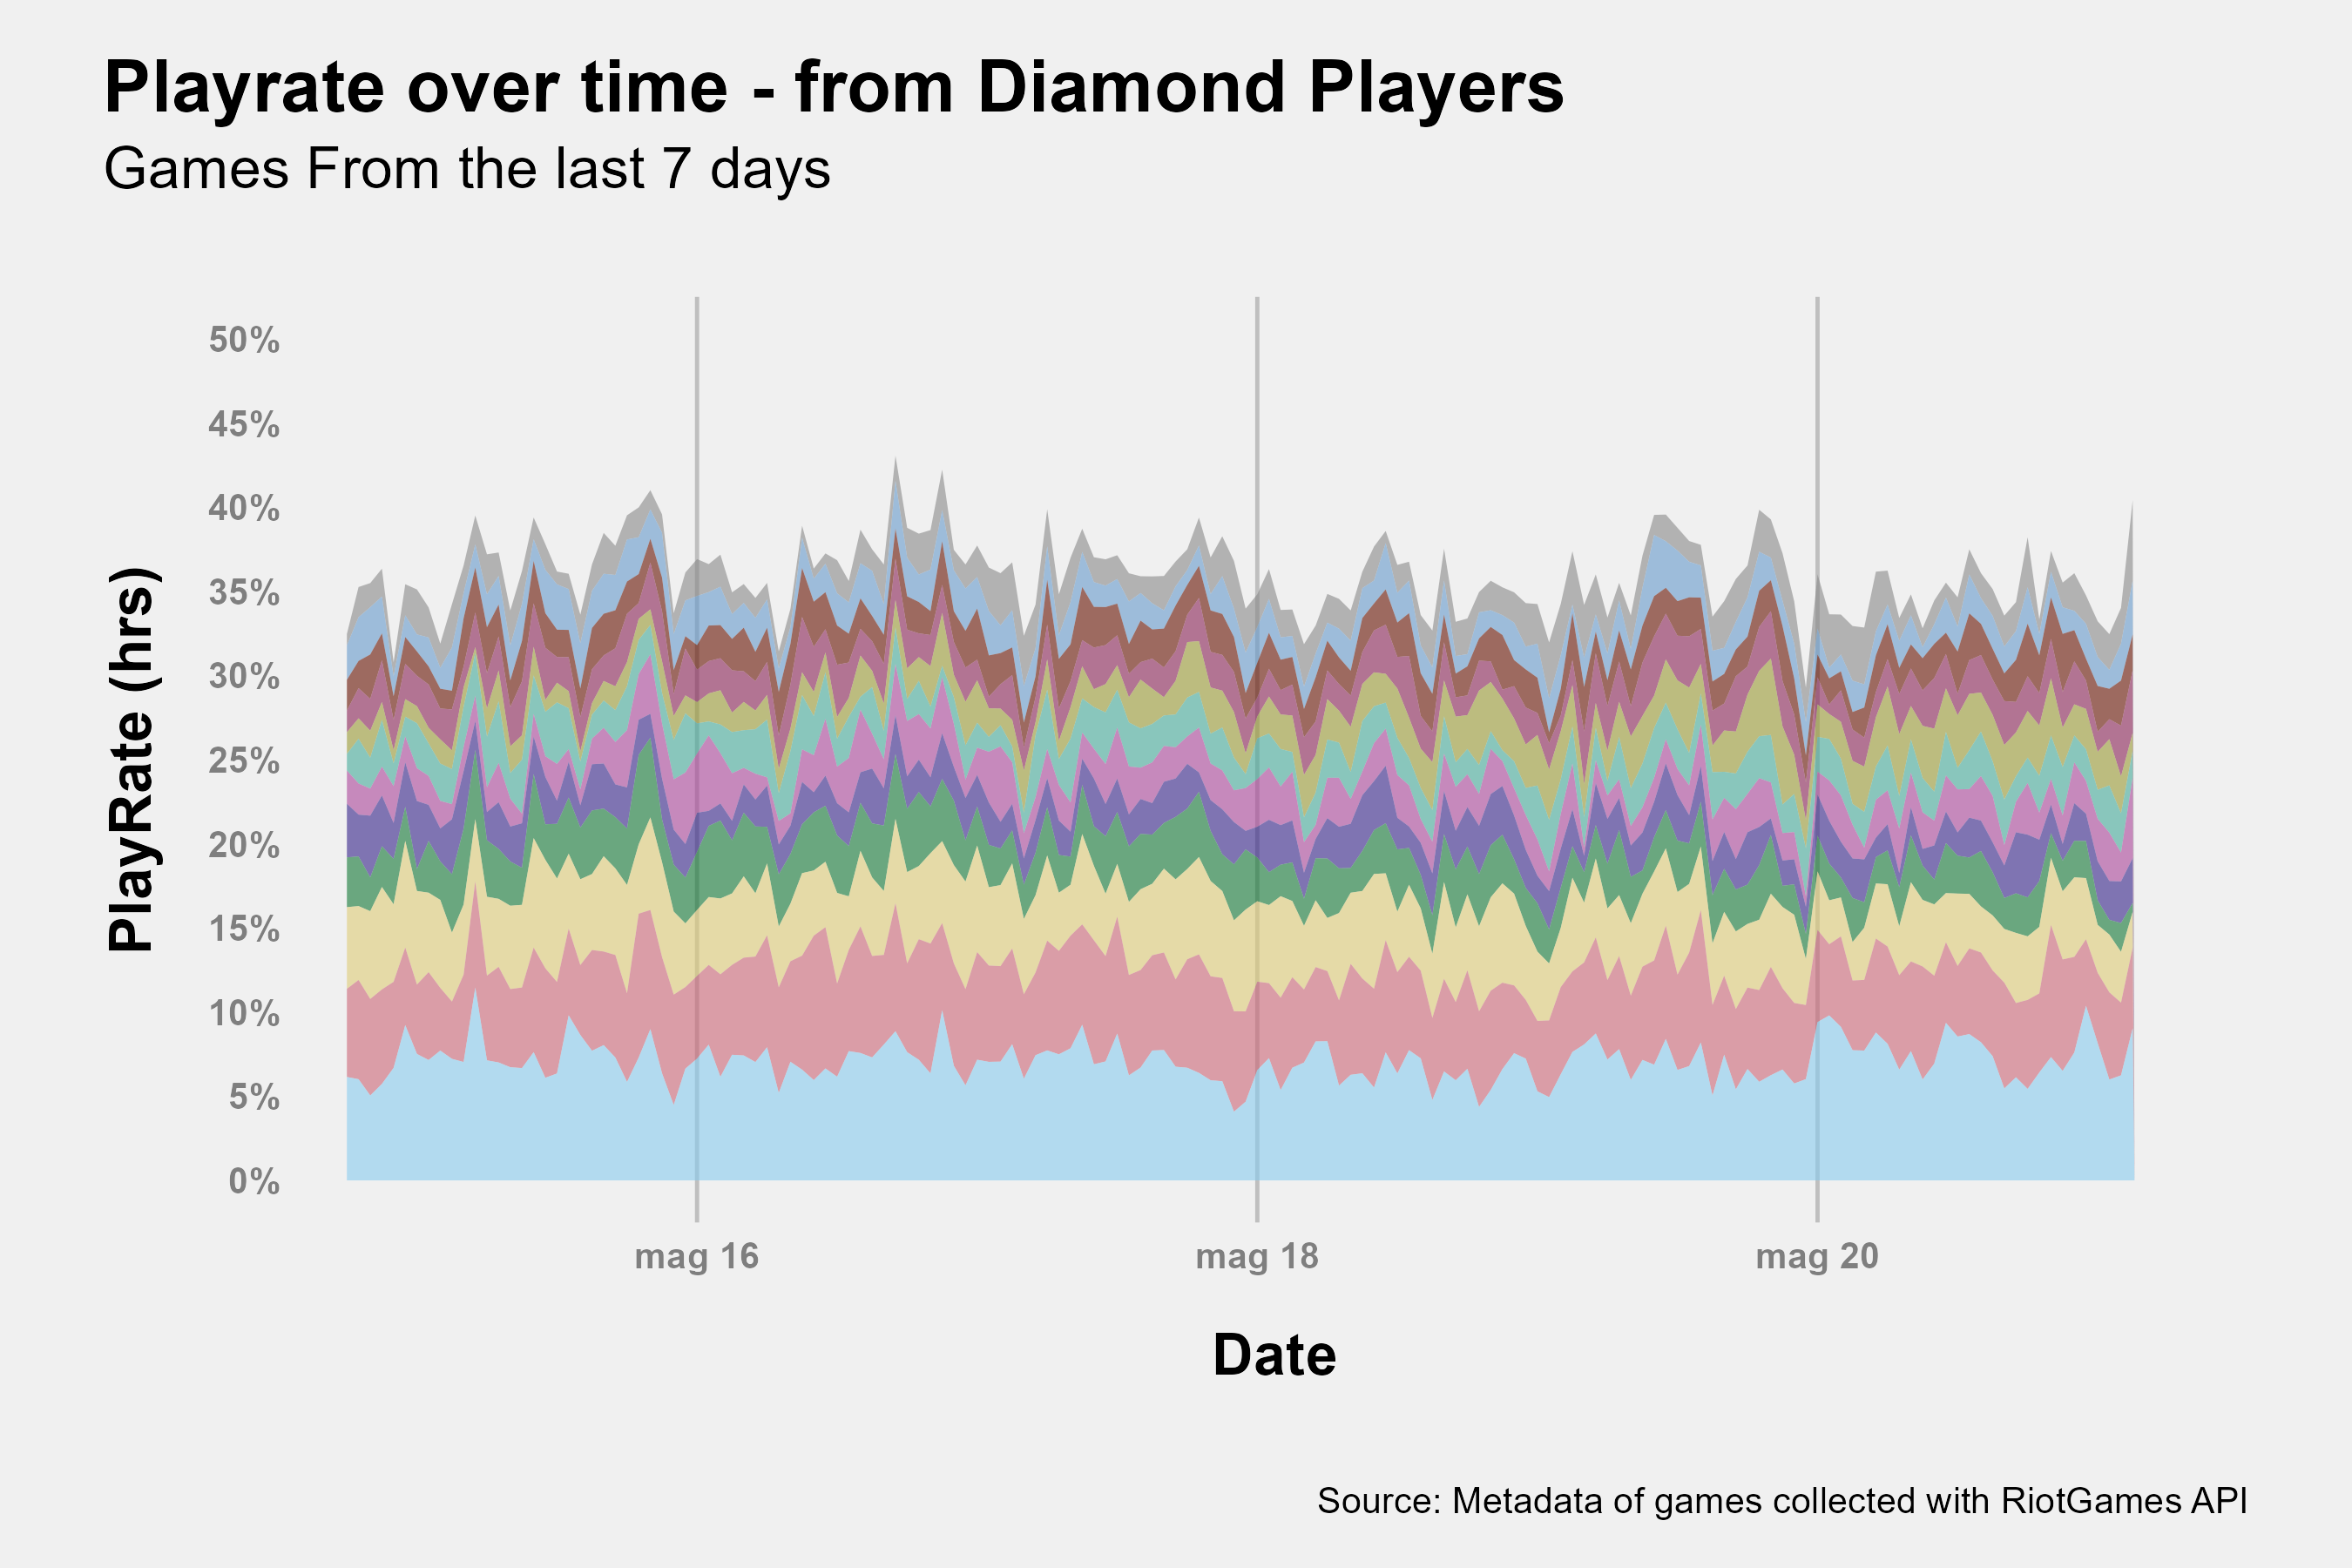 Playrate over time - from Diamond Players
Games From the last 7 days
PlayRate (hrs)
50%
45%
40%
35%
30%
25%
20%
15%
10%
5%
0%
mag 16
mag 18
mag 20
Date
Source: Metadata of games collected with RiotGames API